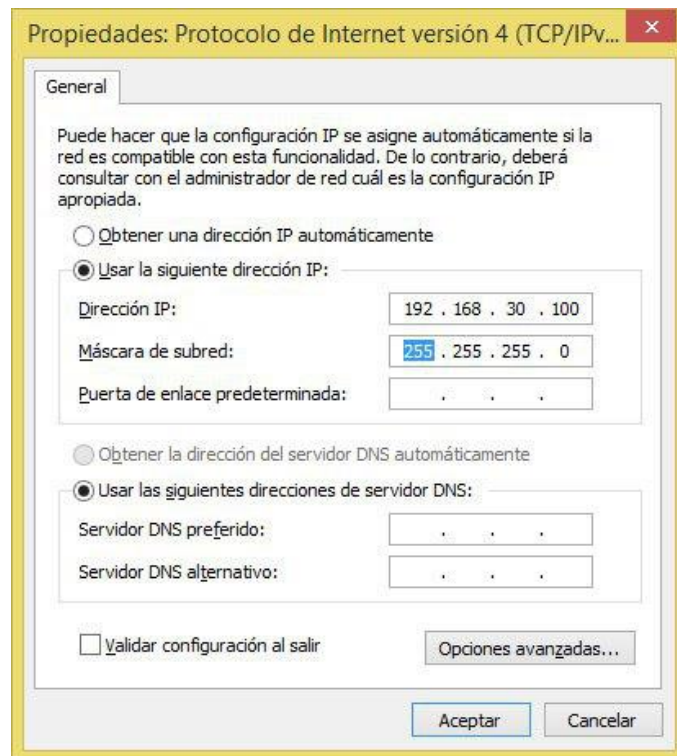 Propiedades: Protocolo de Internet versión 4 (TCP/IPv...
General
Puede hacer que la configuración IP se asigne automáticamente si la
red es compatible con esta funcionalidad. De lo contrario, deberá
consultar con el administrador de red cuál es la configuración IP
apropiada.
Obtener una dirección IP automáticamente
Usar la siguiente dirección IP:
Dirección IP: 192 . 168 . 30 . 100
Máscara de subred: 255 . 255 . 255 . 0
Puerta de enlace predeterminada: . . .
Obtener la dirección del servidor DNS automáticamente
Usar las siguientes direcciones de servidor DNS:
Servidor DNS preferido: . . .
Servidor DNS alternativo: . . .
Validar configuración al salir Opciones avanzadas...
Aceptar Cancelar